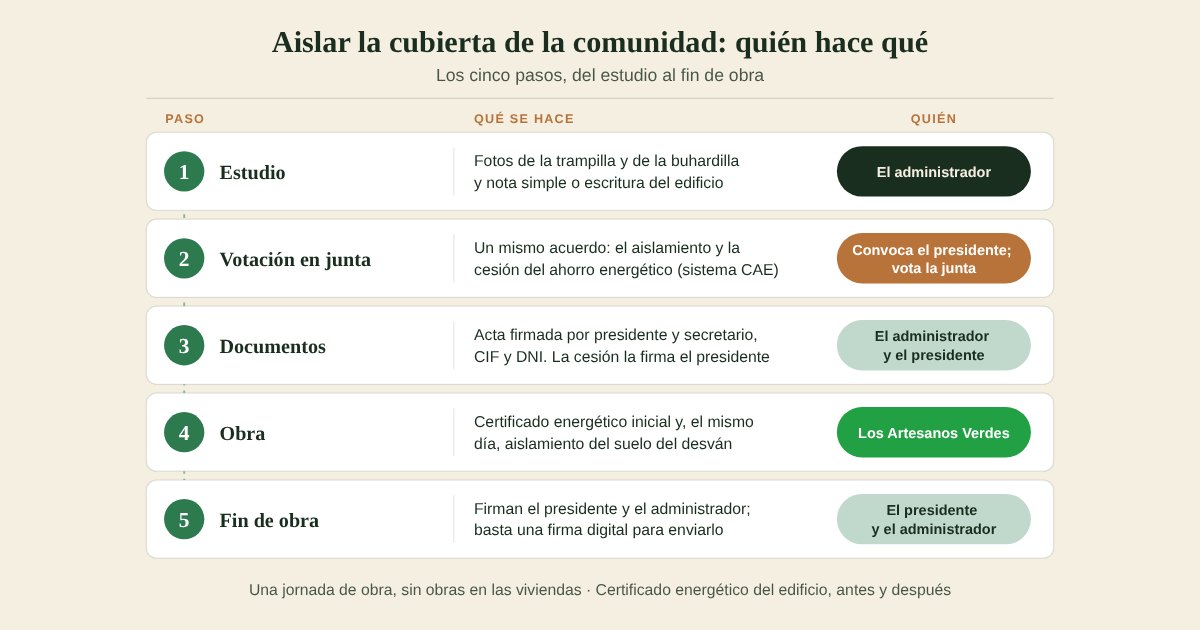 Aislar la cubierta de la comunidad: quién hace qué
Los cinco pasos, del estudio al fin de obra
PASO
QUÉ SE HACE
QUIÉN
1
Estudio
Fotos de la trampilla y de la buhardilla
y nota simple o escritura del edificio
El administrador
2
Votación en junta
Un mismo acuerdo: el aislamiento y la
cesión del ahorro energético (sistema CAE)
Convoca el presidente;
vota la junta
3
Documentos
Acta firmada por presidente y secretario,
CIF y DNI. La cesión la firma el presidente
El administrador
y el presidente
4
Obra
Certificado energético inicial y, el mismo
día, aislamiento del suelo del desván
Los Artesanos Verdes
5
Fin de obra
Firman el presidente y el administrador;
basta una firma digital para enviarlo
El presidente
y el administrador
Una jornada de obra, sin obras en las viviendas · Certificado energético del edificio, antes y después